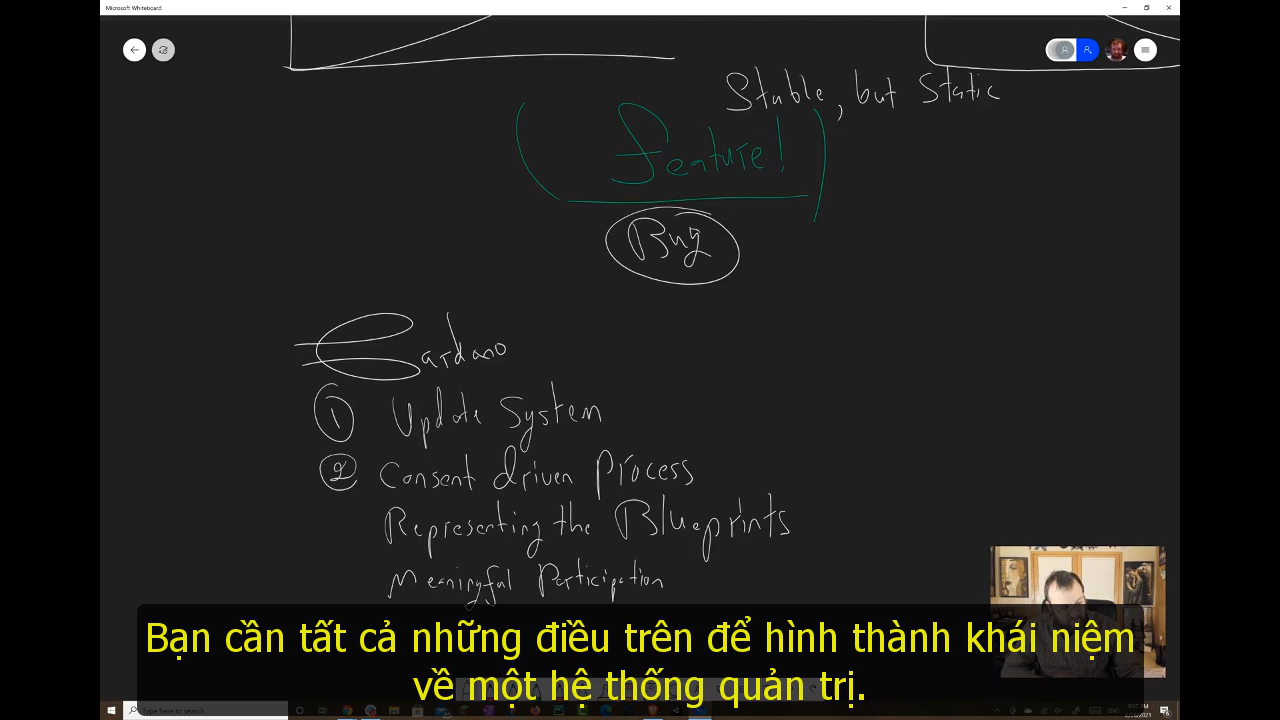 Microsoft Whiteboard
Stable, but Static
Feature!
Bug
Cardano
1 Update System
2 Consent driven Process
Representing the Blueprints
Meaningful Participation
Bạn cần tất cả những điều trên để hình thành khái niệm
về một hệ thống quản trị.
Type here to search